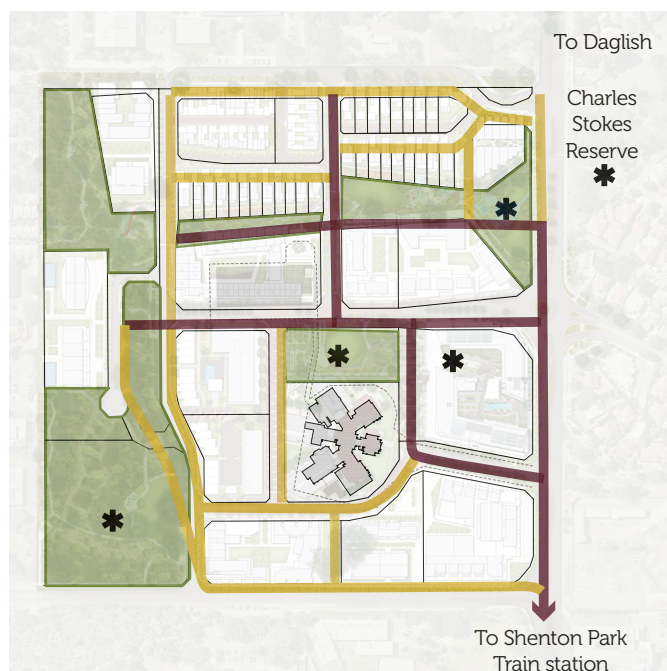 To Daglish
Charles
Stokes
Reserve
To Shenton Park
Train station